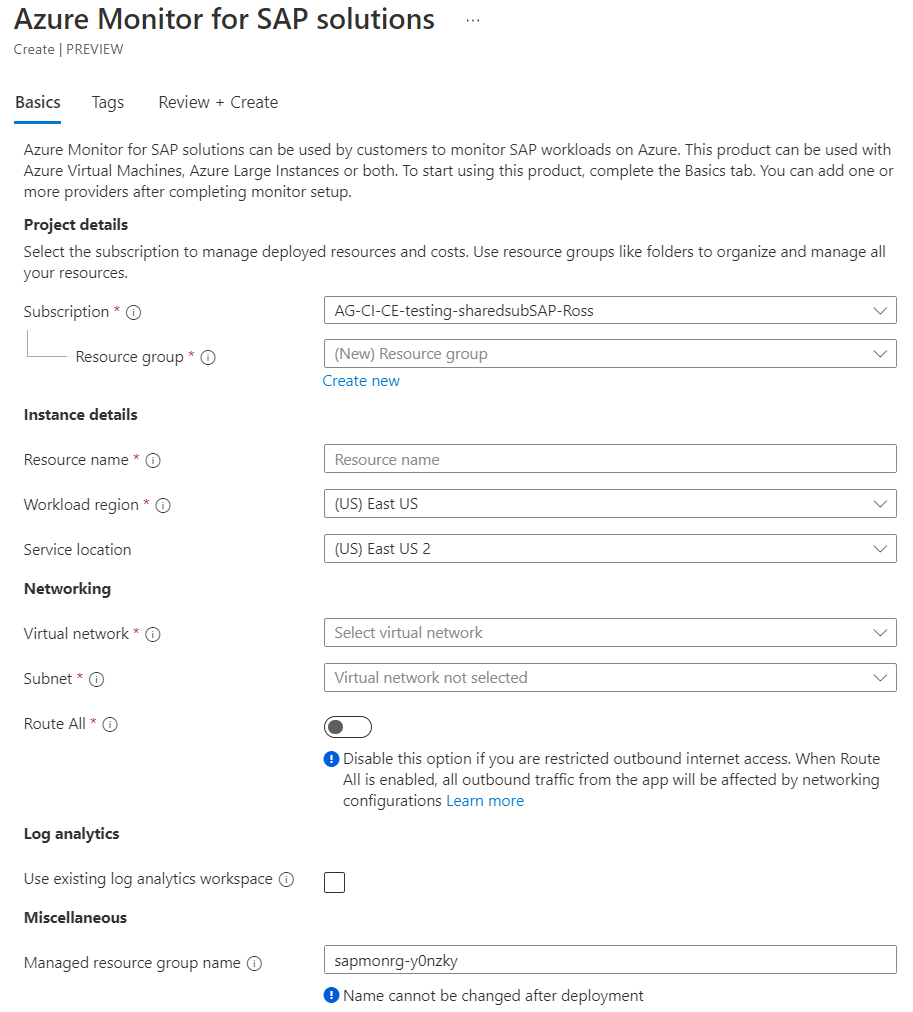 Azure Monitor for SAP solutions ...
Create | PREVIEW
Basics Tags Review + Create
Azure Monitor for SAP solutions can be used by customers to monitor SAP workloads on Azure. This product can be used with
Azure Virtual Machines, Azure Large Instances or both. To start using this product, complete the Basics tab. You can add one or
more providers after completing monitor setup.
Project details
Select the subscription to manage deployed resources and costs. Use resource groups like folders to organize and manage all
your resources.
Subscription * AG-CI-CE-testing-sharedsubSAP-Ross
Resource group * (New) Resource group
Create new
Instance details
Resource name * Resource name
Workload region * (US) East US
Service location (US) East US 2
Networking
Virtual network * Select virtual network
Subnet * Virtual network not selected
Route All *
Disable this option if you are restricted outbound internet access. When Route
All is enabled, all outbound traffic from the app will be affected by networking
configurations Learn more
Log analytics
Use existing log analytics workspace
Miscellaneous
Managed resource group name sapmonrg-y0nzky
Name cannot be changed after deployment